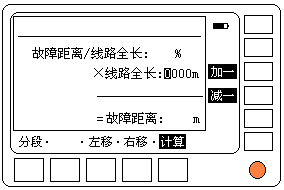 故障距离/线路全长: %
×线路全长:0000m
加一
减一
=故障距离: m
分段· ·左移·右移·计算